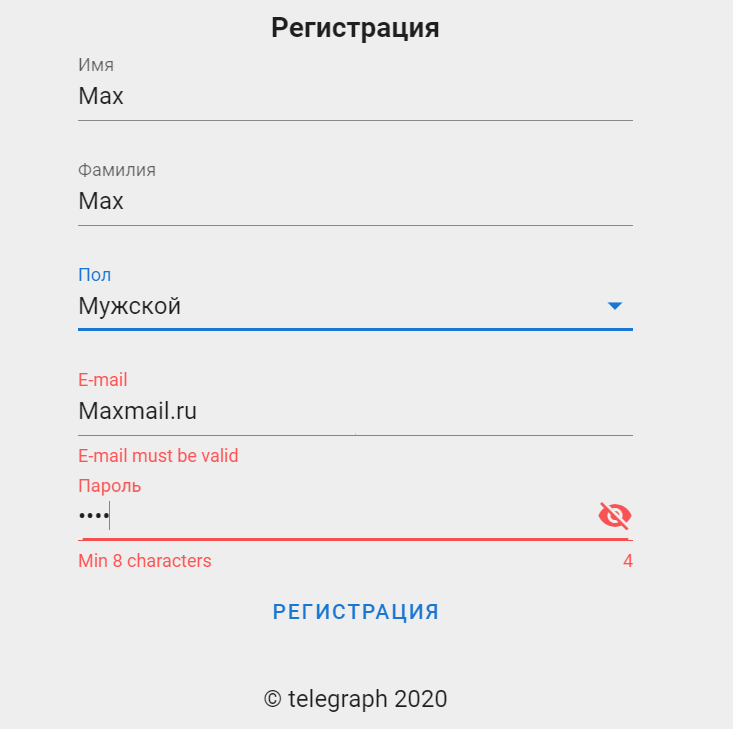 Регистрация
Имя
Max
Фамилия
Max
Пол
Мужской
E-mail
Maxmail.ru
E-mail must be valid
Пароль
••••
Min 8 characters 4
РЕГИСТРАЦИЯ
© telegraph 2020